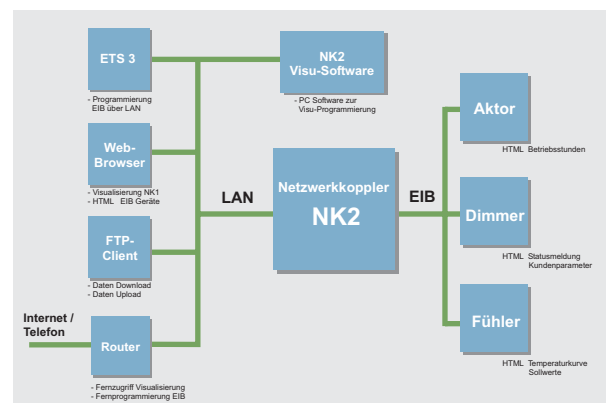 ETS 3
- Programmierung
EIB über LAN
NK2
Visu-Software
- PC Software zur
Visu-Programmierung
Web-
Browser
- Visualisierung NK1
- HTML EIB Geräte
FTP-
Client
- Daten Download
- Daten Upload
Internet /
Telefon
Router
- Fernzugriff Visualisierung
- Fernprogrammierung EIB
LAN
Netzwerkkoppler
NK2
EIB
Aktor
HTML Betriebsstunden
Dimmer
HTML Statusmeldung
Kundenparameter
Fühler
HTML Temperaturkurve
Sollwerte